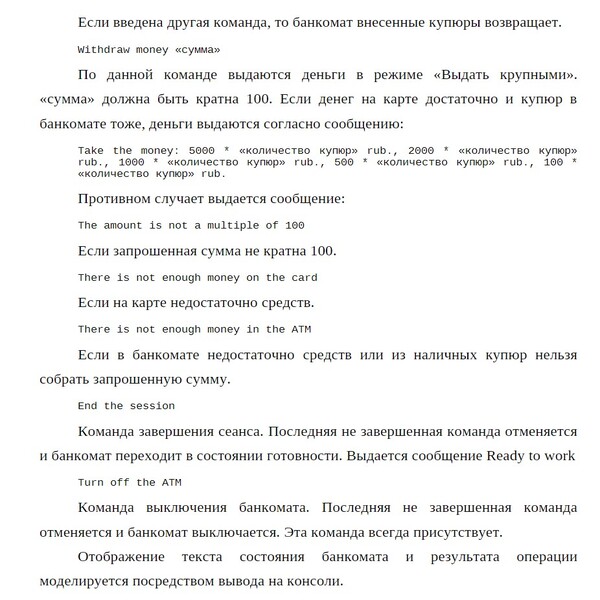 Если введена другая команда, то банкомат внесенные купюры возвращает.
Withdraw money «сумма»
По данной команде выдаются деньги в режиме «Выдать крупными».
«сумма» должна быть кратна 100. Если денег на карте достаточно и купюр в
банкомате тоже, деньги выдаются согласно сообщению:
Take the money: 5000 * «количество купюр» rub., 2000 * «количество купюр»
rub., 1000 * «количество купюр» rub., 500 * «количество купюр» rub., 100 *
«количество купюр» rub.
Противном случает выдается сообщение:
The amount is not a multiple of 100
Если запрошенная сумма не кратна 100.
There is not enough money on the card
Если на карте недостаточно средств.
There is not enough money in the ATM
Если в банкомате недостаточно средств или из наличных купюр нельзя
собрать запрошенную сумму.
End the session
Команда завершения сеанса. Последняя не завершенная команда отменяется
и банкомат переходит в состоянии готовности. Выдается сообщение Ready to work
Turn off the ATM
Команда выключения банкомата. Последняя не завершенная команда
отменяется и банкомат выключается. Эта команда всегда присутствует.
Отображение текста состояния банкомата и результата операции
моделируется посредством вывода на консоли.